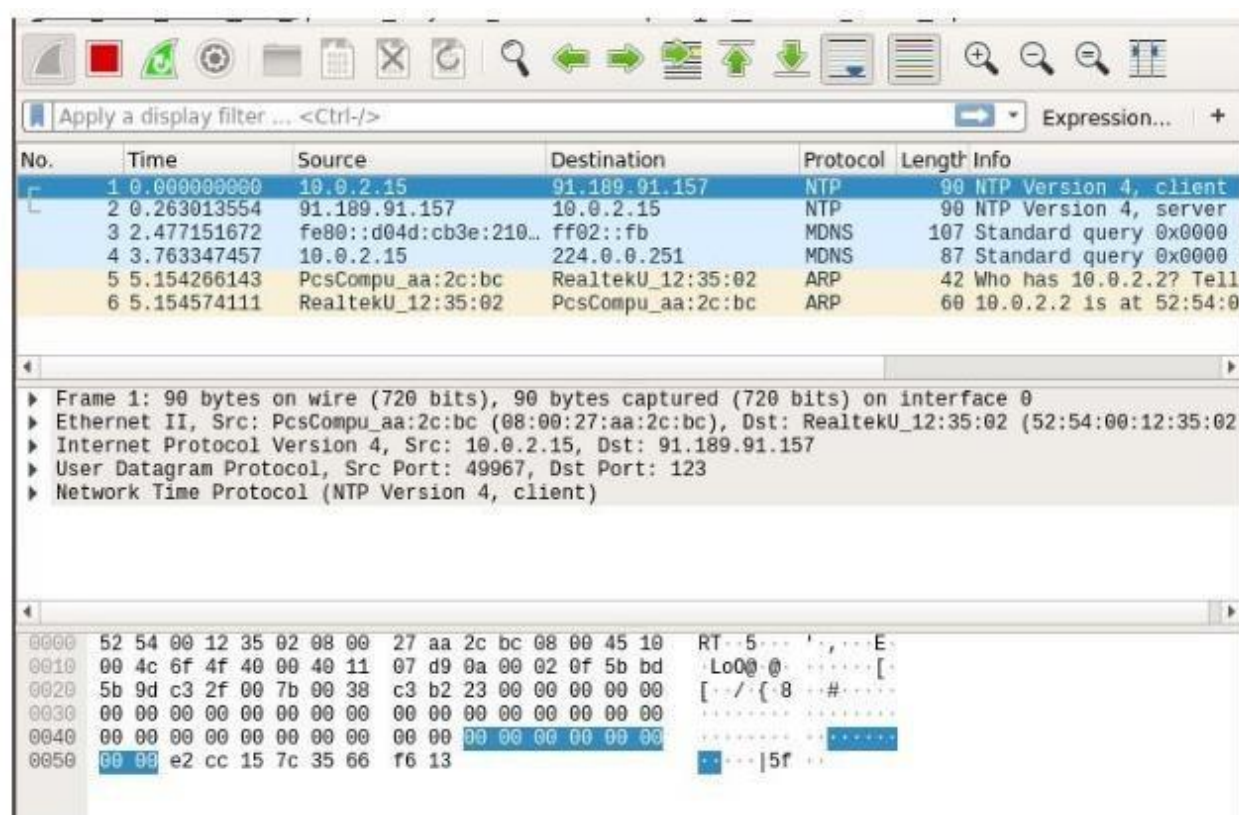 Apply a display filter ... <Ctrl-/> Expression... +
No. Time Source Destination Protocol Length Info
1 0.000000000 10.0.2.15 91.189.91.157 NTP 90 NTP Version 4, client
2 0.263013554 91.189.91.157 10.0.2.15 NTP 90 NTP Version 4, server
3 2.477151672 fe80::d04d:cb3e:210… ff02::fb MDNS 107 Standard query 0x0000
4 3.763347457 10.0.2.15 224.0.0.251 MDNS 87 Standard query 0x0000
5 5.154266143 PcsCompu_aa:2c:bc RealtekU_12:35:02 ARP 42 Who has 10.0.2.2? Tell
6 5.154574111 RealtekU_12:35:02 PcsCompu_aa:2c:bc ARP 60 10.0.2.2 is at 52:54:0
Frame 1: 90 bytes on wire (720 bits), 90 bytes captured (720 bits) on interface 0
Ethernet II, Src: PcsCompu_aa:2c:bc (08:00:27:aa:2c:bc), Dst: RealtekU_12:35:02 (52:54:00:12:35:02
Internet Protocol Version 4, Src: 10.0.2.15, Dst: 91.189.91.157
User Datagram Protocol, Src Port: 49967, Dst Port: 123
Network Time Protocol (NTP Version 4, client)
0000 52 54 00 12 35 02 08 00 27 aa 2c bc 08 00 45 10 RT··5··· '·,···E·
0010 00 4c 6f 4f 40 00 40 11 07 d9 0a 00 02 0f 5b bd ·LoO@·@· ······[·
0020 5b 9d c3 2f 00 7b 00 38 c3 b2 23 00 00 00 00 00 [··/·{·8 ··#·····
0030 00 00 00 00 00 00 00 00 00 00 00 00 00 00 00 00 ········ ········
0040 00 00 00 00 00 00 00 00 00 00 00 00 00 00 00 00 ········ ········
0050 00 00 e2 cc 15 7c 35 66 f6 13 ·····|5f ··